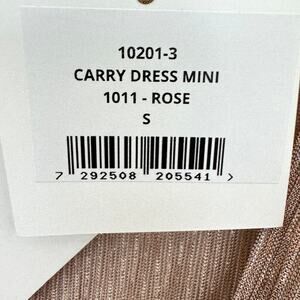 10201-3
CARRY DRESS MINI
1011 - ROSE
S
7 292508 205541 >